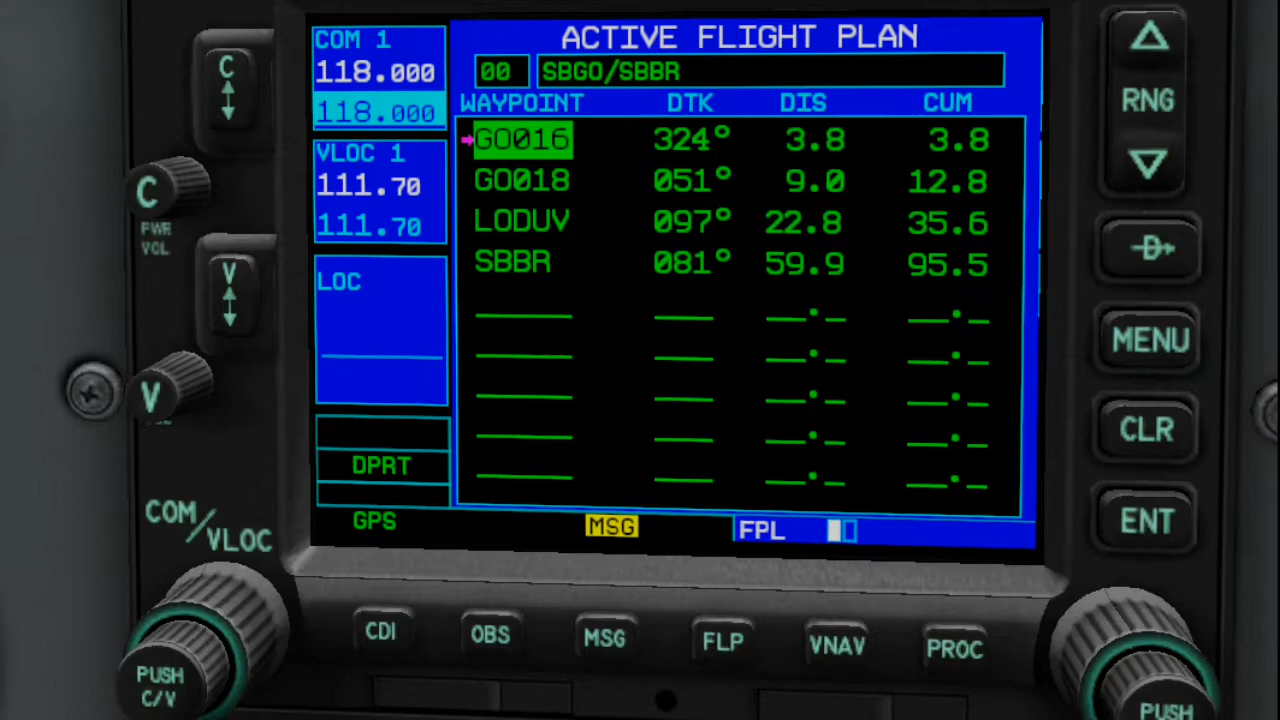 ACTIVE FLIGHT PLAN
00 SBGO/SBBR
WAYPOINT DTK DIS CUM
GO016 324° 3.8 3.8
GO018 051° 9.0 12.8
LODUV 097° 22.8 35.6
SBBR 081° 59.9 95.5
COM 1
118.000
118.000
VLOC 1
111.70
111.70
LOC
DPRT
GPS
MSG
FPL
C
C
PWR
VOL
V
V
COM/VLOC
PUSH
C/V
CDI
OBS
MSG
FLP
VNAV
PROC
RNG
D
MENU
CLR
ENT
PUSH